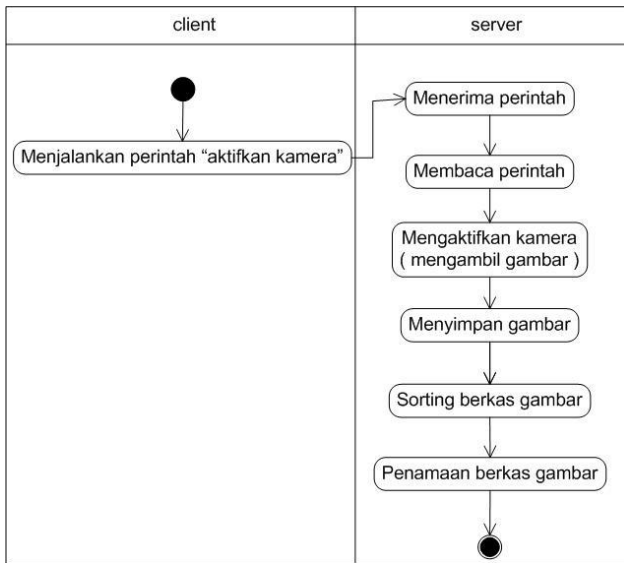 client
server
Menjalankan perintah “aktifkan kamera”
Menerima perintah
Membaca perintah
Mengaktifkan kamera
( mengambil gambar )
Menyimpan gambar
Sorting berkas gambar
Penamaan berkas gambar